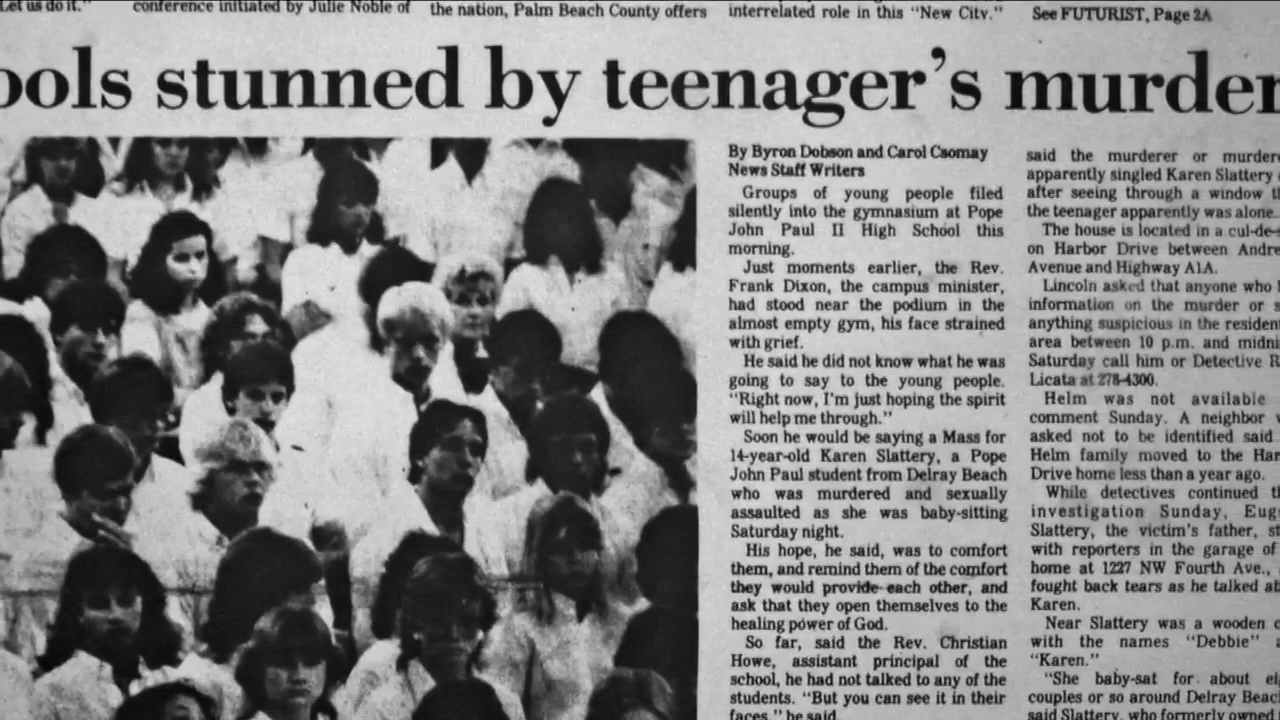 Let us do it."
conference initiated by Julie Noble of
the nation, Palm Beach County offers
interrelated role in this "New City."
See FUTURIST, Page 2A
ools stunned by teenager's murder
By Byron Dobson and Carol Csomay
News Staff Writers
Groups of young people filed
silently into the gymnasium at Pope
John Paul II High School this
morning.
Just moments earlier, the Rev.
Frank Dixon, the campus minister,
had stood near the podium in the
almost empty gym, his face strained
with grief.
He said he did not know what he was
going to say to the young people.
"Right now, I'm just hoping the spirit
will help me through."
Soon he would be saying a Mass for
14-year-old Karen Slattery, a Pope
John Paul student from Delray Beach
who was murdered and sexually
assaulted as she was baby-sitting
Saturday night.
His hope, he said, was to comfort
them, and remind them of the comfort
they would provide each other, and
ask that they open themselves to the
healing power of God.
So far, said the Rev. Christian
Howe, assistant principal of the
school, he had not talked to any of the
students. "But you can see it in their
faces," he said.
said the murderer or murdere
apparently singled Karen Slattery
after seeing through a window t
the teenager apparently was alone.
The house is located in a cul-de-s
on Harbor Drive between Andre
Avenue and Highway A1A.
Lincoln asked that anyone who
information on the murder or s
anything suspicious in the residen
area between 10 p.m. and midni
Saturday call him or Detective R
Licata at 278-4300.
Helm was not available
comment Sunday. A neighbor
asked not to be identified said
Helm family moved to the Har
Drive home less than a year ago.
While detectives continued t
investigation Sunday, Eug
Slattery, the victim's father, s
with reporters in the garage of
home at 1227 NW Fourth Ave.,
fought back tears as he talked a
Karen.
Near Slattery was a wooden c
with the names "Debbie" a
"Karen."
"She baby-sat for about ei
couples or so around Delray Beac
said Slattery, who formerly owned